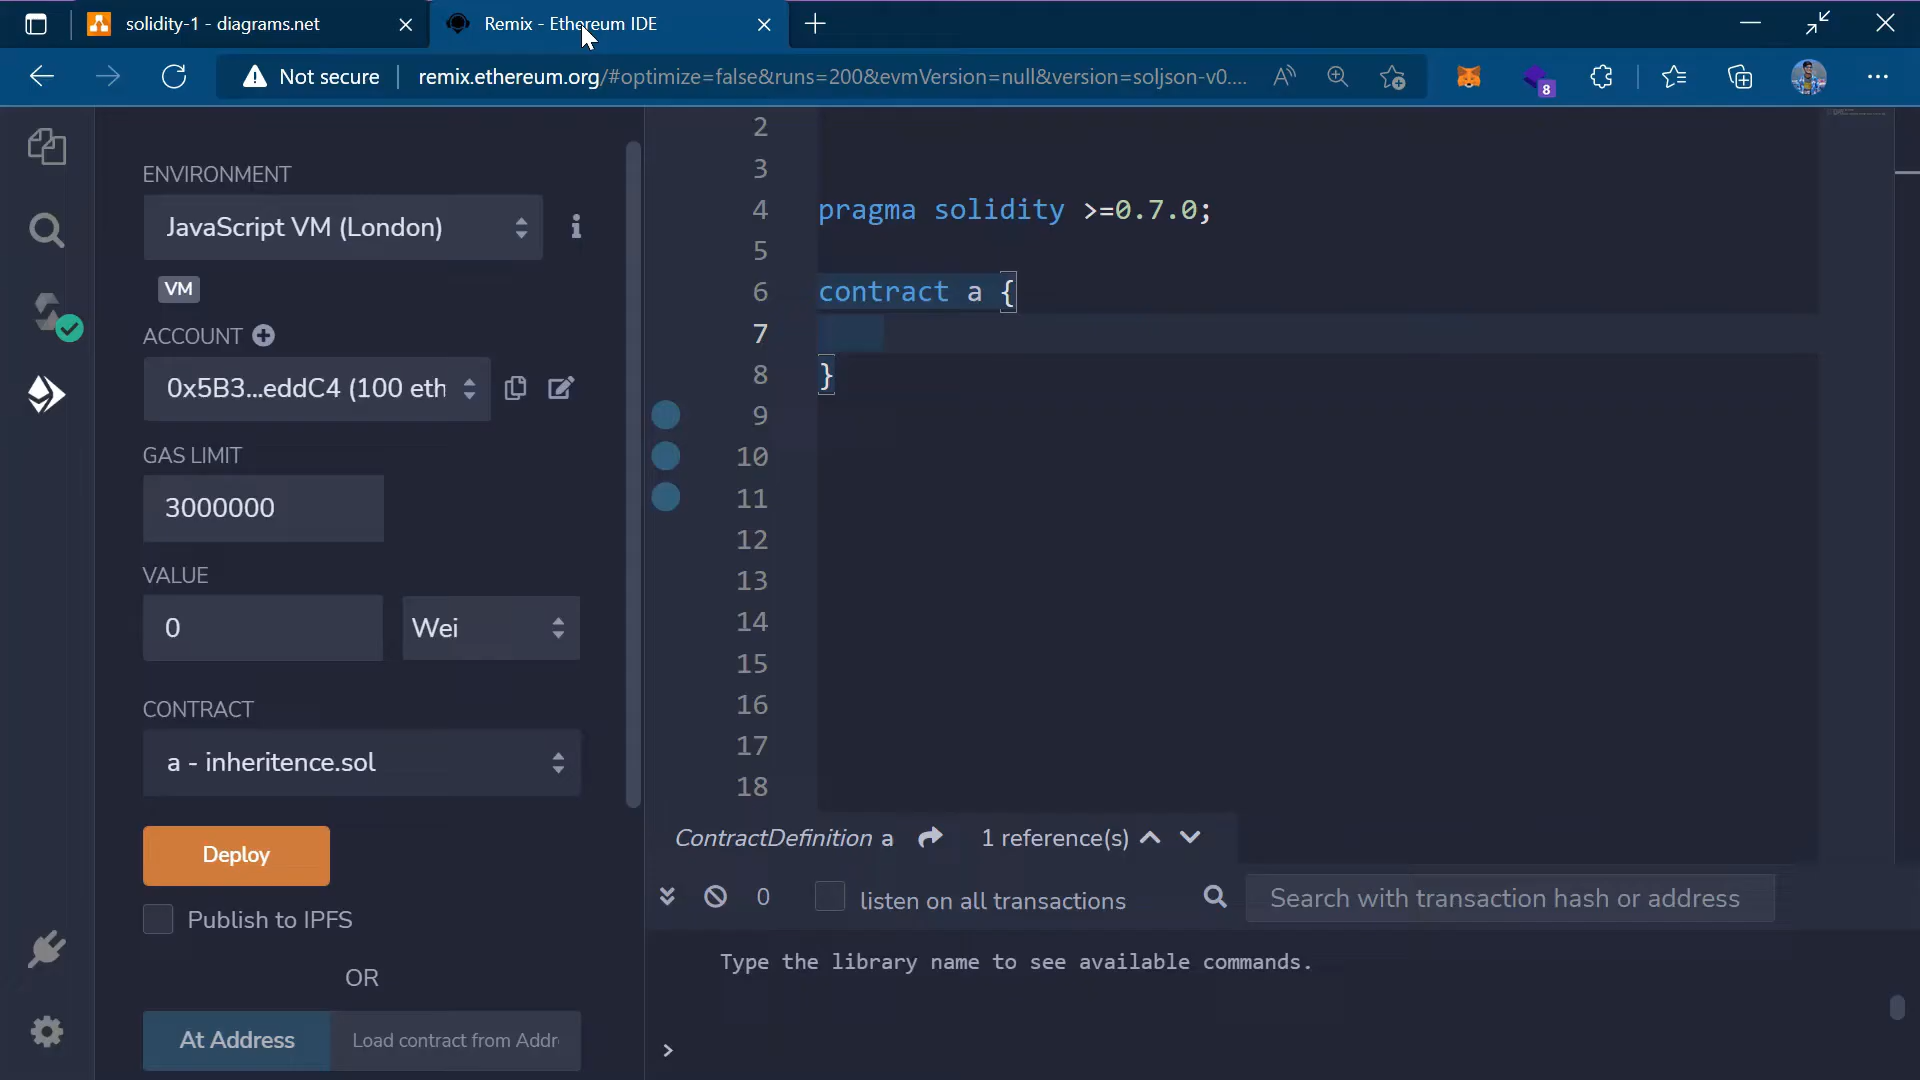 solidity-1 - diagrams.net
Remix - Ethereum IDE
Not secure
remix.ethereum.org/#optimize=false&runs=200&evmVersion=null&version=soljson-v0....
8
ENVIRONMENT
JavaScript VM (London)
VM
ACCOUNT
0x5B3...eddC4 (100 eth
GAS LIMIT
3000000
VALUE
0
Wei
CONTRACT
a - inheritence.sol
Deploy
Publish to IPFS
OR
At Address
Load contract from Addr
2
3
4 pragma solidity >=0.7.0;
5
6 contract a {
7
8 }
9
10
11
12
13
14
15
16
17
18
ContractDefinition a
1 reference(s)
0
listen on all transactions
Search with transaction hash or address
Type the library name to see available commands.
>